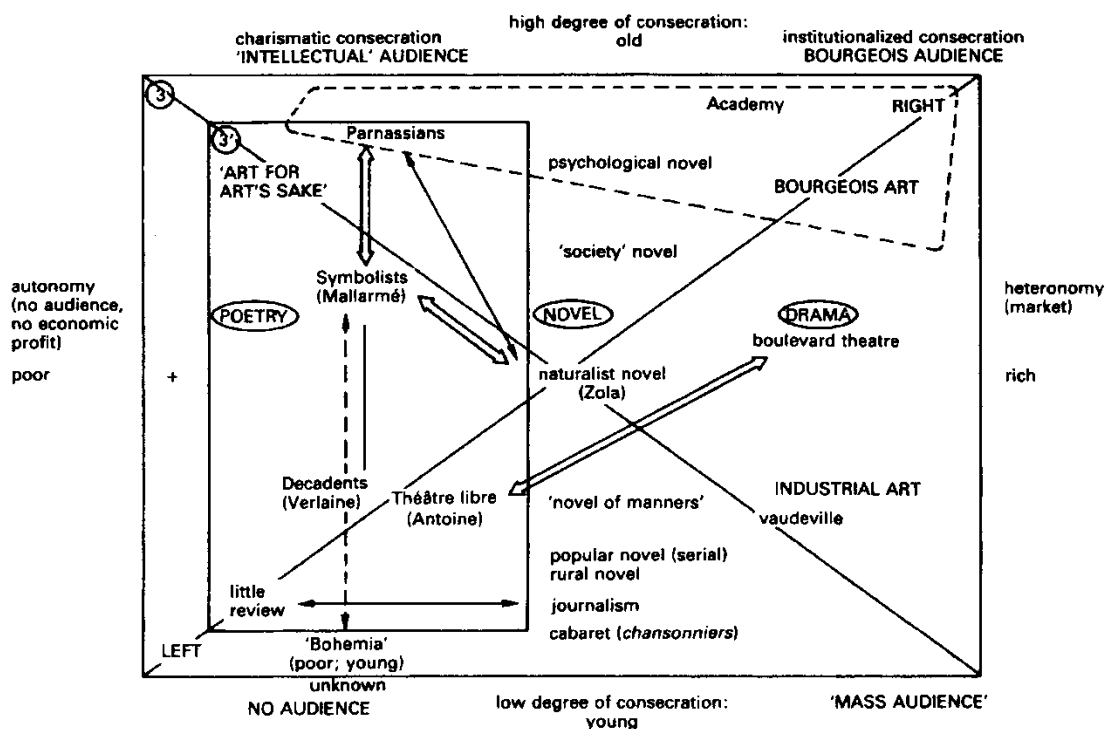 high degree of consecration:
old
charismatic consecration
'INTELLECTUAL' AUDIENCE
institutionalized consecration
BOURGEOIS AUDIENCE
3
3'
Academy
RIGHT
Parnassians
'ART FOR
ART'S SAKE'
psychological novel
BOURGEOIS ART
'society' novel
Symbolists
(Mallarmé)
autonomy
(no audience,
no economic
profit)
poor
+
POETRY
NOVEL
DRAMA
boulevard theatre
heteronomy
(market)
rich
naturalist novel
(Zola)
Decadents
(Verlaine)
Théâtre libre
(Antoine)
'novel of manners'
INDUSTRIAL ART
vaudeville
popular novel (serial)
rural novel
little
review
journalism
cabaret (chansonniers)
LEFT
'Bohemia'
(poor; young)
unknown
NO AUDIENCE
low degree of consecration:
young
'MASS AUDIENCE'